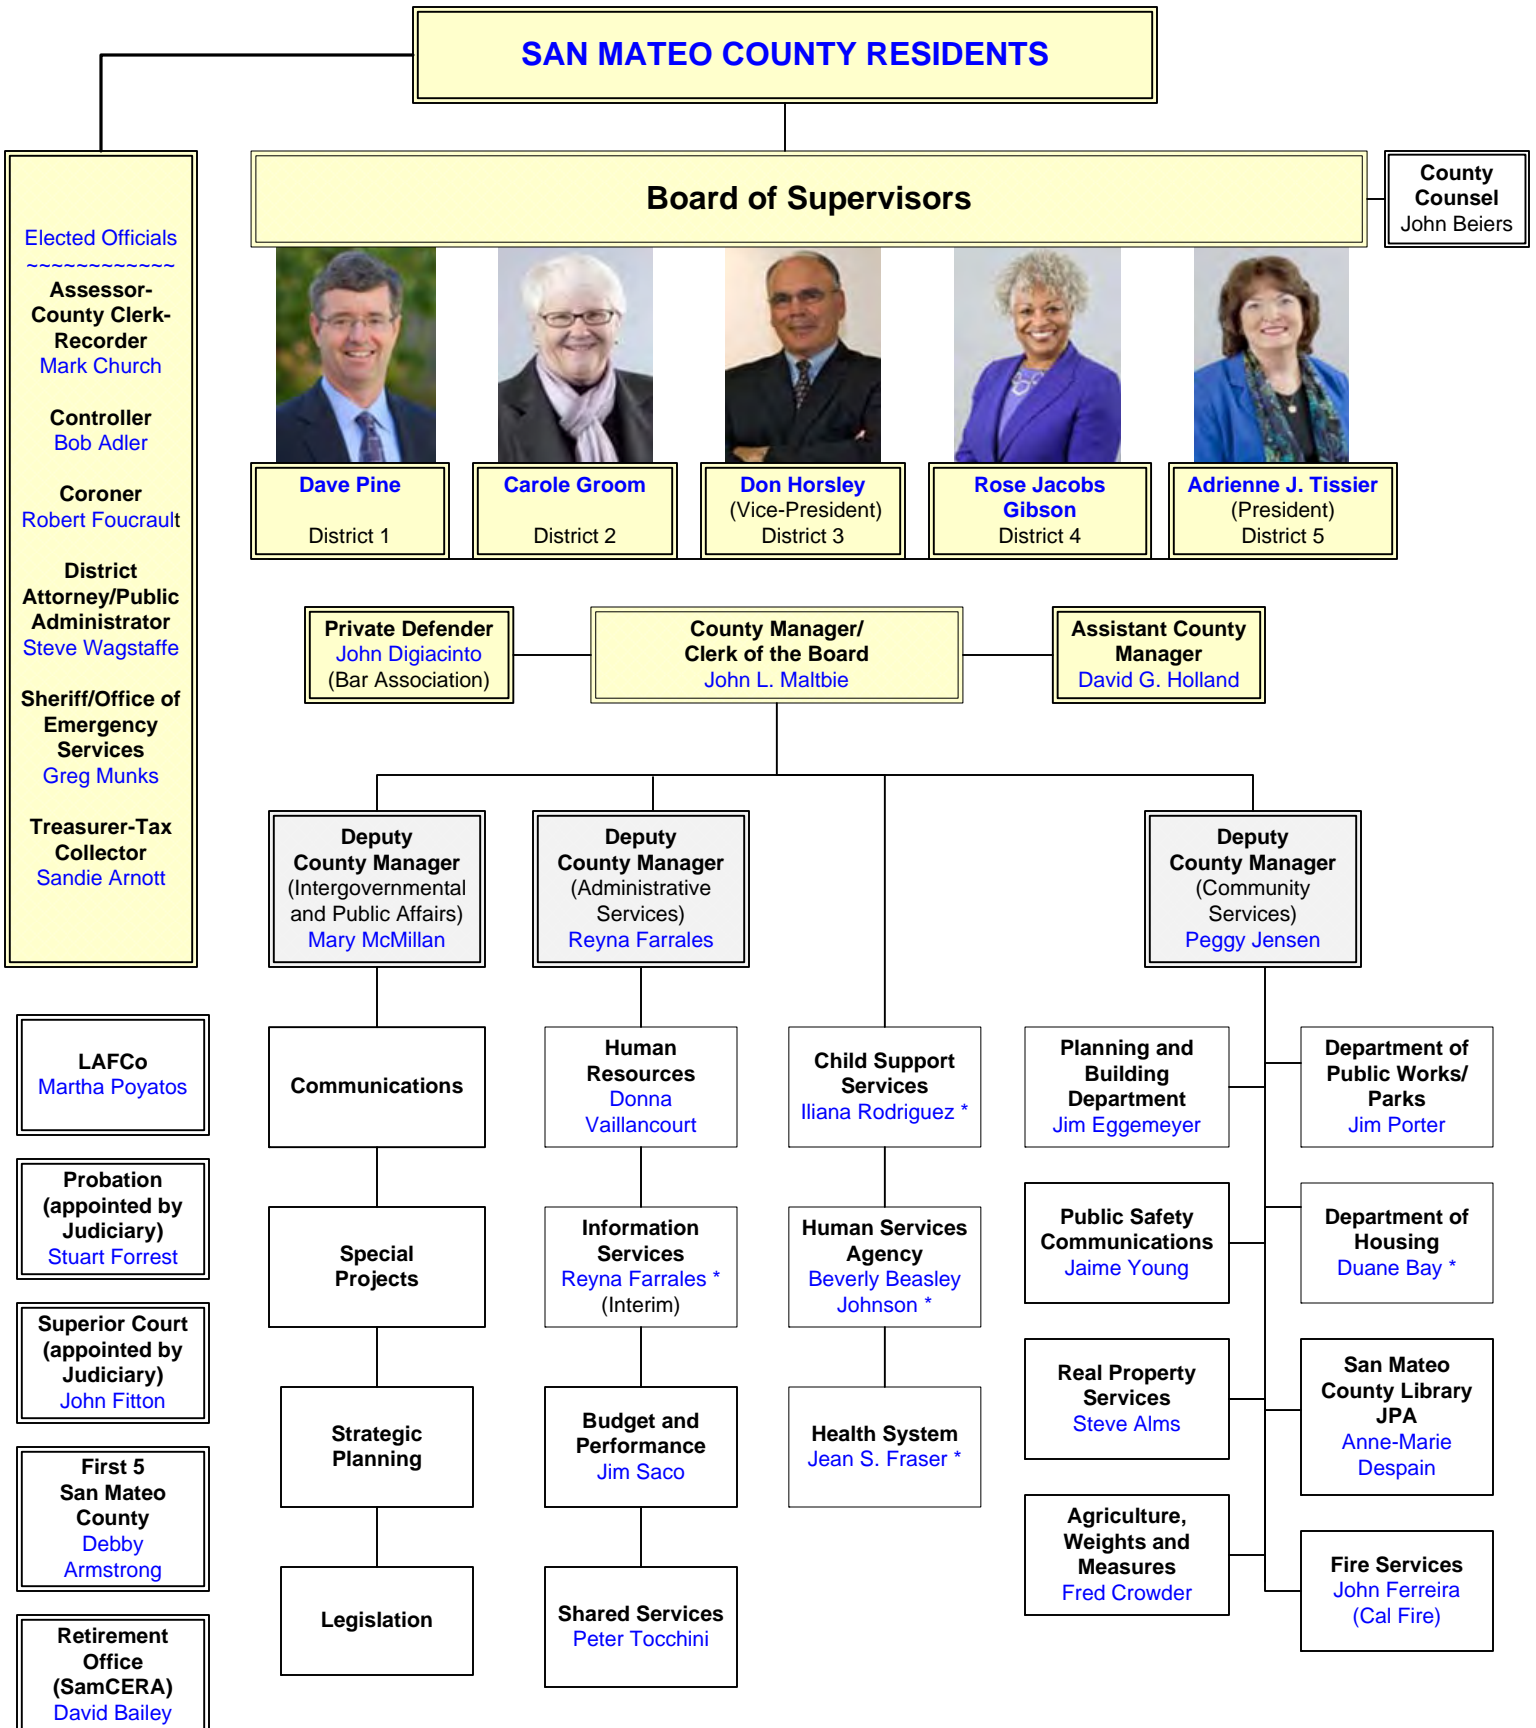 SAN MATEO COUNTY RESIDENTS
Board of Supervisors
County
Counsel
John Beiers
Elected Officials
~~~~~~~~~~~~
Assessor-
County Clerk-
Recorder
Mark Church
Controller
Bob Adler
Coroner
Robert Foucrault
District
Attorney/Public
Administrator
Steve Wagstaffe
Sheriff/Office of
Emergency
Services
Greg Munks
Treasurer-Tax
Collector
Sandie Arnott
Dave Pine
District 1
Carole Groom
District 2
Don Horsley
(Vice-President)
District 3
Rose Jacobs
Gibson
District 4
Adrienne J. Tissier
(President)
District 5
Private Defender
John Digiacinto
(Bar Association)
County Manager/
Clerk of the Board
John L. Maltbie
Assistant County
Manager
David G. Holland
Deputy
County Manager
(Intergovernmental
and Public Affairs)
Mary McMillan
Deputy
County Manager
(Administrative
Services)
Reyna Farrales
Deputy
County Manager
(Community
Services)
Peggy Jensen
LAFCo
Martha Poyatos
Probation
(appointed by
Judiciary)
Stuart Forrest
Superior Court
(appointed by
Judiciary)
John Fitton
First 5
San Mateo
County
Debby
Armstrong
Retirement
Office
(SamCERA)
David Bailey
Communications
Special
Projects
Strategic
Planning
Legislation
Human
Resources
Donna
Vaillancourt
Information
Services
Reyna Farrales *
(Interim)
Budget and
Performance
Jim Saco
Shared Services
Peter Tocchini
Child Support
Services
Iliana Rodriguez *
Human Services
Agency
Beverly Beasley
Johnson *
Health System
Jean S. Fraser *
Planning and
Building
Department
Jim Eggemeyer
Public Safety
Communications
Jaime Young
Real Property
Services
Steve Alms
Agriculture,
Weights and
Measures
Fred Crowder
Department of
Public Works/
Parks
Jim Porter
Department of
Housing
Duane Bay *
San Mateo
County Library
JPA
Anne-Marie
Despain
Fire Services
John Ferreira
(Cal Fire)